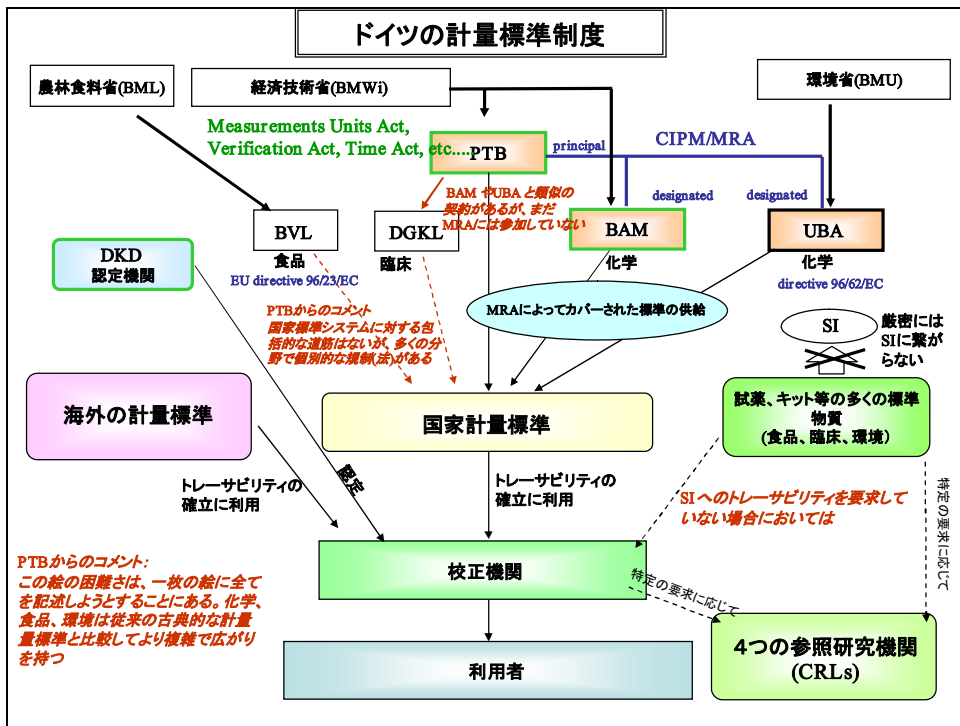 ドイツの計量標準制度
農林食料省(BML)
経済技術省(BMWi)
環境省(BMU)
Measurements Units Act,
Verification Act, Time Act, etc....
PTB
principal
CIPM/MRA
BAM やUBA と類似の
契約があるが、まだ
MRAには参加していない
designated
designated
BVL
食品
EU directive 96/23/EC
DGKL
臨床
BAM
化学
UBA
化学
directive 96/62/EC
DKD
認定機関
PTBからのコメント
国家標準システムに対する包
括的な道筋はないが、多くの分
野で個別的な規制(法)がある
MRAによってカバーされた標準の供給
SI
厳密には
SIに繋が
らない
海外の計量標準
国家計量標準
試薬、キット等の多くの標準
物質
(食品、臨床、環境)
トレーサビリティの
確立に利用
認定
トレーサビリティの
確立に利用
SIへのトレーサビリティを要求して
いない場合においては
特定の要求に応じて
PTBからのコメント:
この絵の困難さは、一枚の絵に全て
を記述しようとすることにある。化学、
食品、環境は従来の古典的な計量
量標準と比較してより複雑で広がり
を持つ
校正機関
特定の要求に応じて
利用者
4つの参照研究機関
(CRLs)